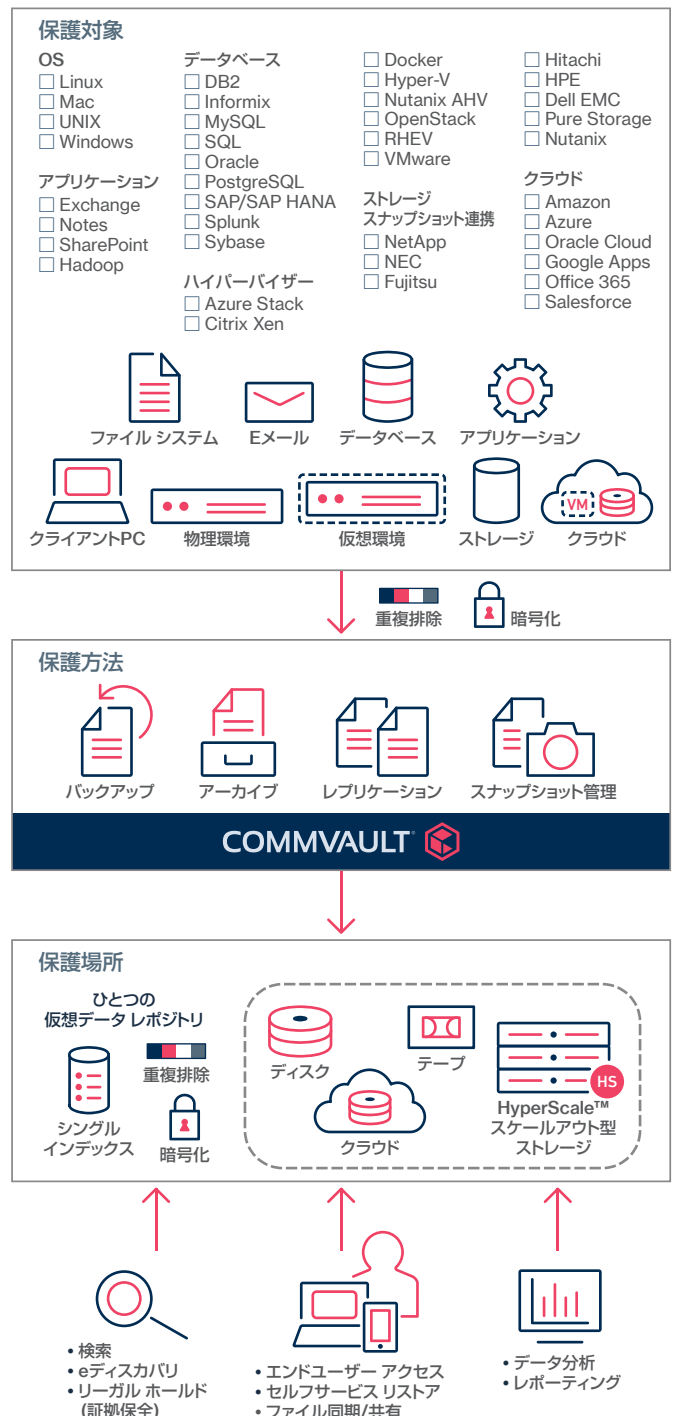 保護対象
OS
□ Linux
□ Mac
□ UNIX
□ Windows
アプリケーション
□ Exchange
□ Notes
□ SharePoint
□ Hadoop
データベース
□ DB2
□ Informix
□ MySQL
□ SQL
□ Oracle
□ PostgreSQL
□ SAP/SAP HANA
□ Splunk
□ Sybase
ハイパーバイザー
□ Azure Stack
□ Citrix Xen
□ Docker
□ Hyper-V
□ Nutanix AHV
□ OpenStack
□ RHEV
□ VMware
ストレージ
スナップショット連携
□ NetApp
□ NEC
□ Fujitsu
□ Hitachi
□ HPE
□ Dell EMC
□ Pure Storage
□ Nutanix
クラウド
□ Amazon
□ Azure
□ Oracle Cloud
□ Google Apps
□ Office 365
□ Salesforce
ファイル システム
Eメール
データベース
アプリケーション
クライアントPC
物理環境
仮想環境
ストレージ
VM
クラウド
重複排除
暗号化
保護方法
バックアップ
アーカイブ
レプリケーション
スナップショット管理
COMMVAULT
保護場所
ひとつの
仮想データ レポジトリ
シングル
インデックス
重複排除
暗号化
ディスク
クラウド
テープ
HS
HyperScale™
スケールアウト型
ストレージ
• 検索
• eディスカバリ
• リーガル ホールド
(証拠保全)
• エンドユーザー アクセス
• セルフサービス リストア
• ファイル同期/共有
• データ分析
• レポーティング